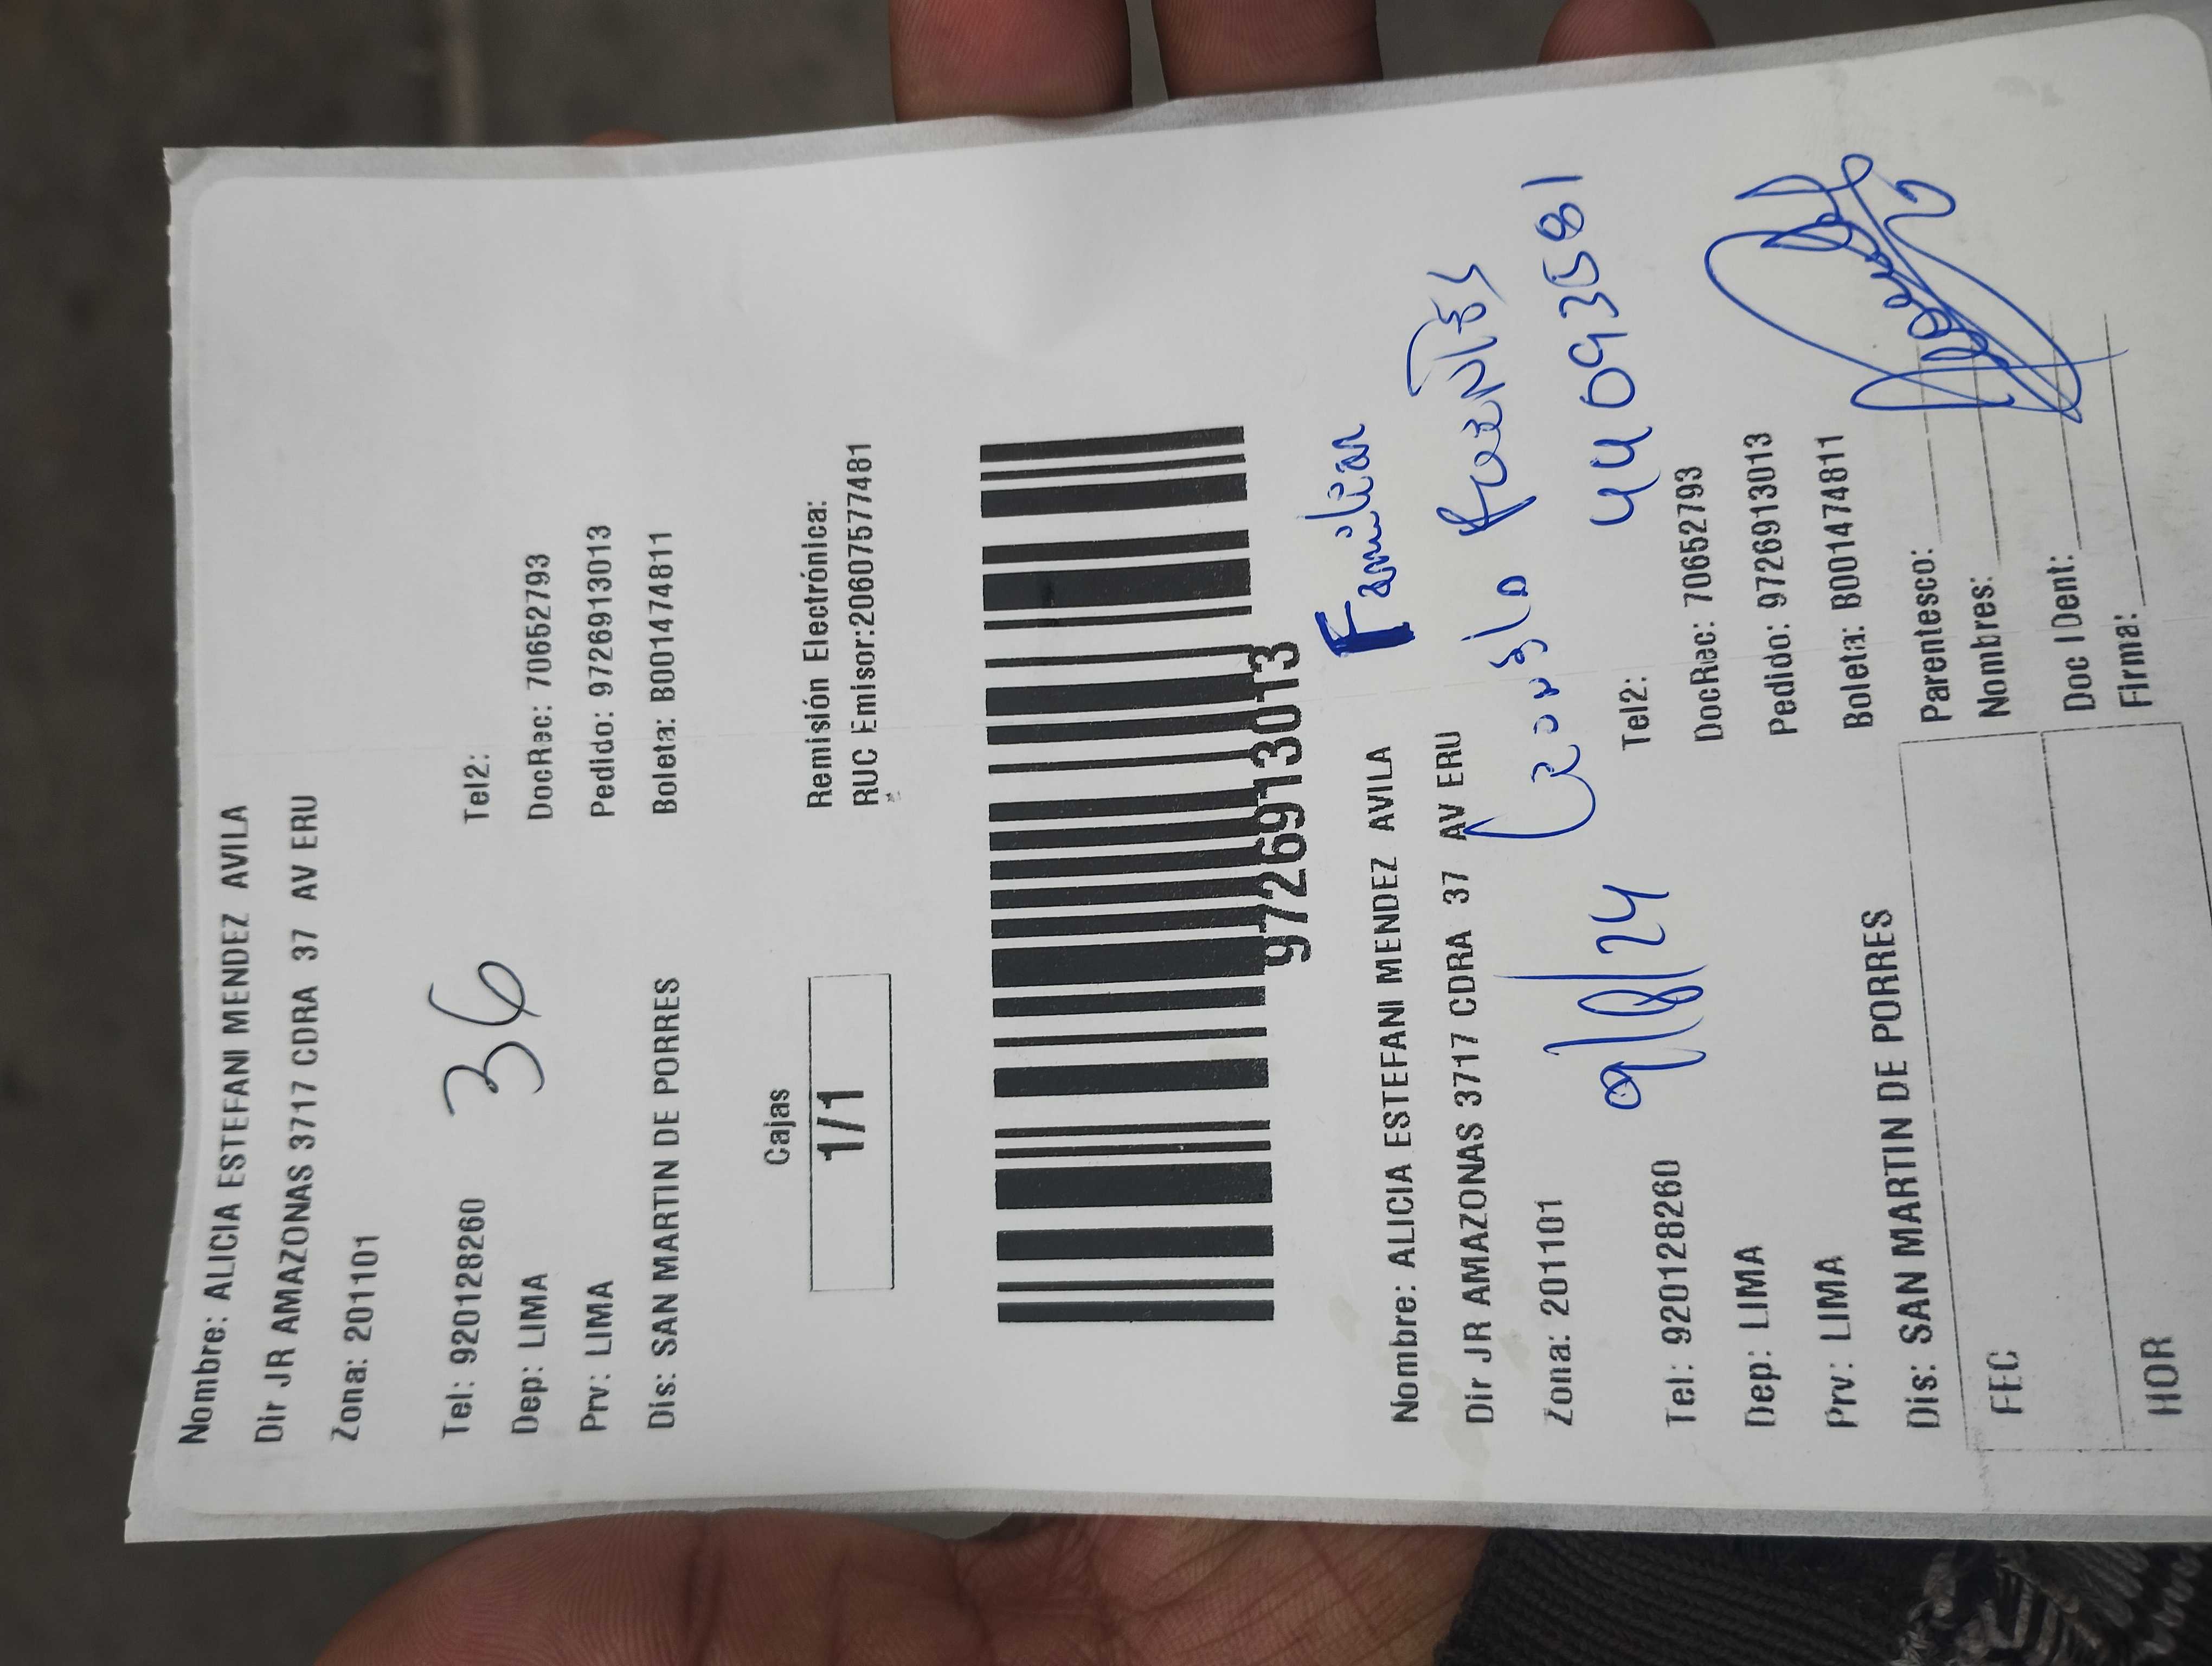 Nombre: ALICIA ESTEFANI MENDEZ AVILA
Dir JR AMAZONAS 3717 CDRA 37 AV ERU
Zona: 201101
Tel: 920128260
36
Tel2:
Dep: LIMA
DocRec: 70652793
Prv: LIMA
Pedido: 9726913013
Dis: SAN MARTIN DE PORRES
Boleta: B001474811
Cajas
1/1
Remisión Electrónica:
RUC Emisor:20607577481
9726913013
Familiar
Nombre: ALICIA ESTEFANI MENDEZ AVILA
Dir JR AMAZONAS 3717 CDRA 37 AV ERU
Fuentes
Zona: 201101
9/8/24
44093581
Tel: 920128260
Tel2:
Dep: LIMA
DocRec: 70652793
Prv: LIMA
Pedido: 9726913013
Dis: SAN MARTIN DE PORRES
Boleta: B001474811
FEC
Parentesco:
Nombres:
HOR
Doc IDent:
Firma: